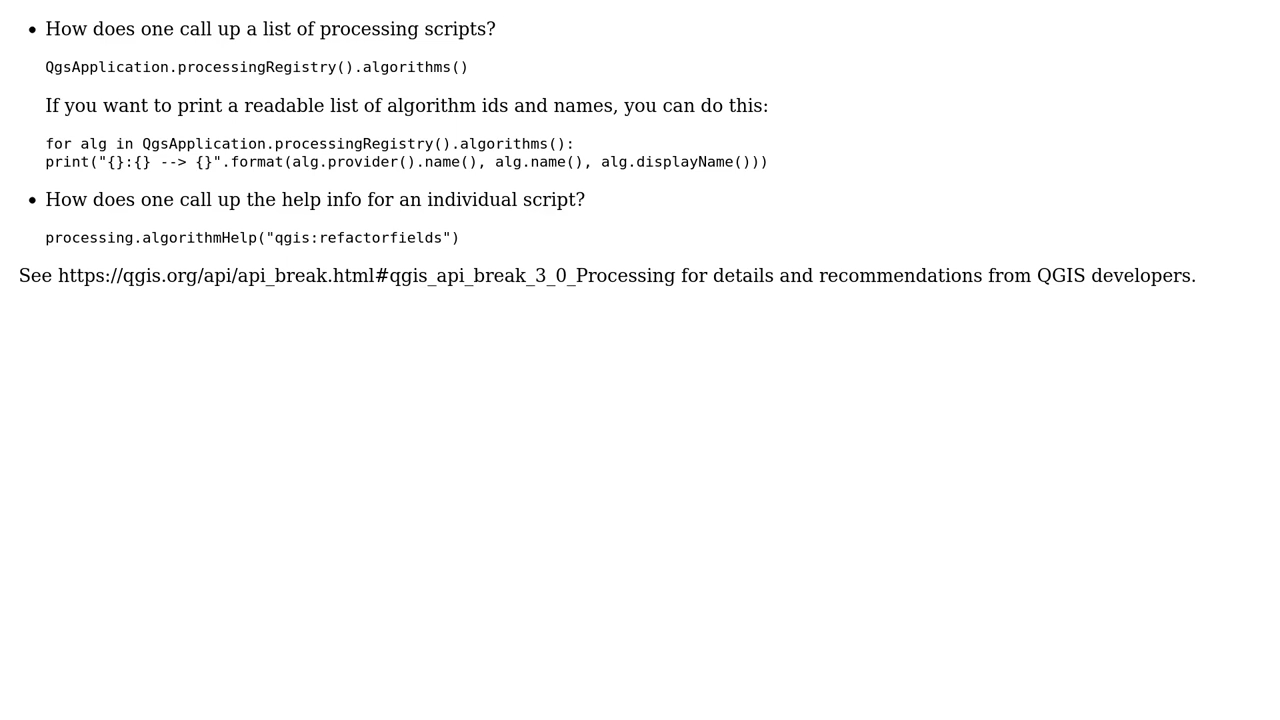 • How does one call up a list of processing scripts?
QgsApplication.processingRegistry().algorithms()
If you want to print a readable list of algorithm ids and names, you can do this:
for alg in QgsApplication.processingRegistry().algorithms():
print("{}:{} --> {}".format(alg.provider().name(), alg.name(), alg.displayName()))
• How does one call up the help info for an individual script?
processing.algorithmHelp("qgis:refactorfields")
See https://qgis.org/api/api_break.html#qgis_api_break_3_0_Processing for details and recommendations from QGIS developers.